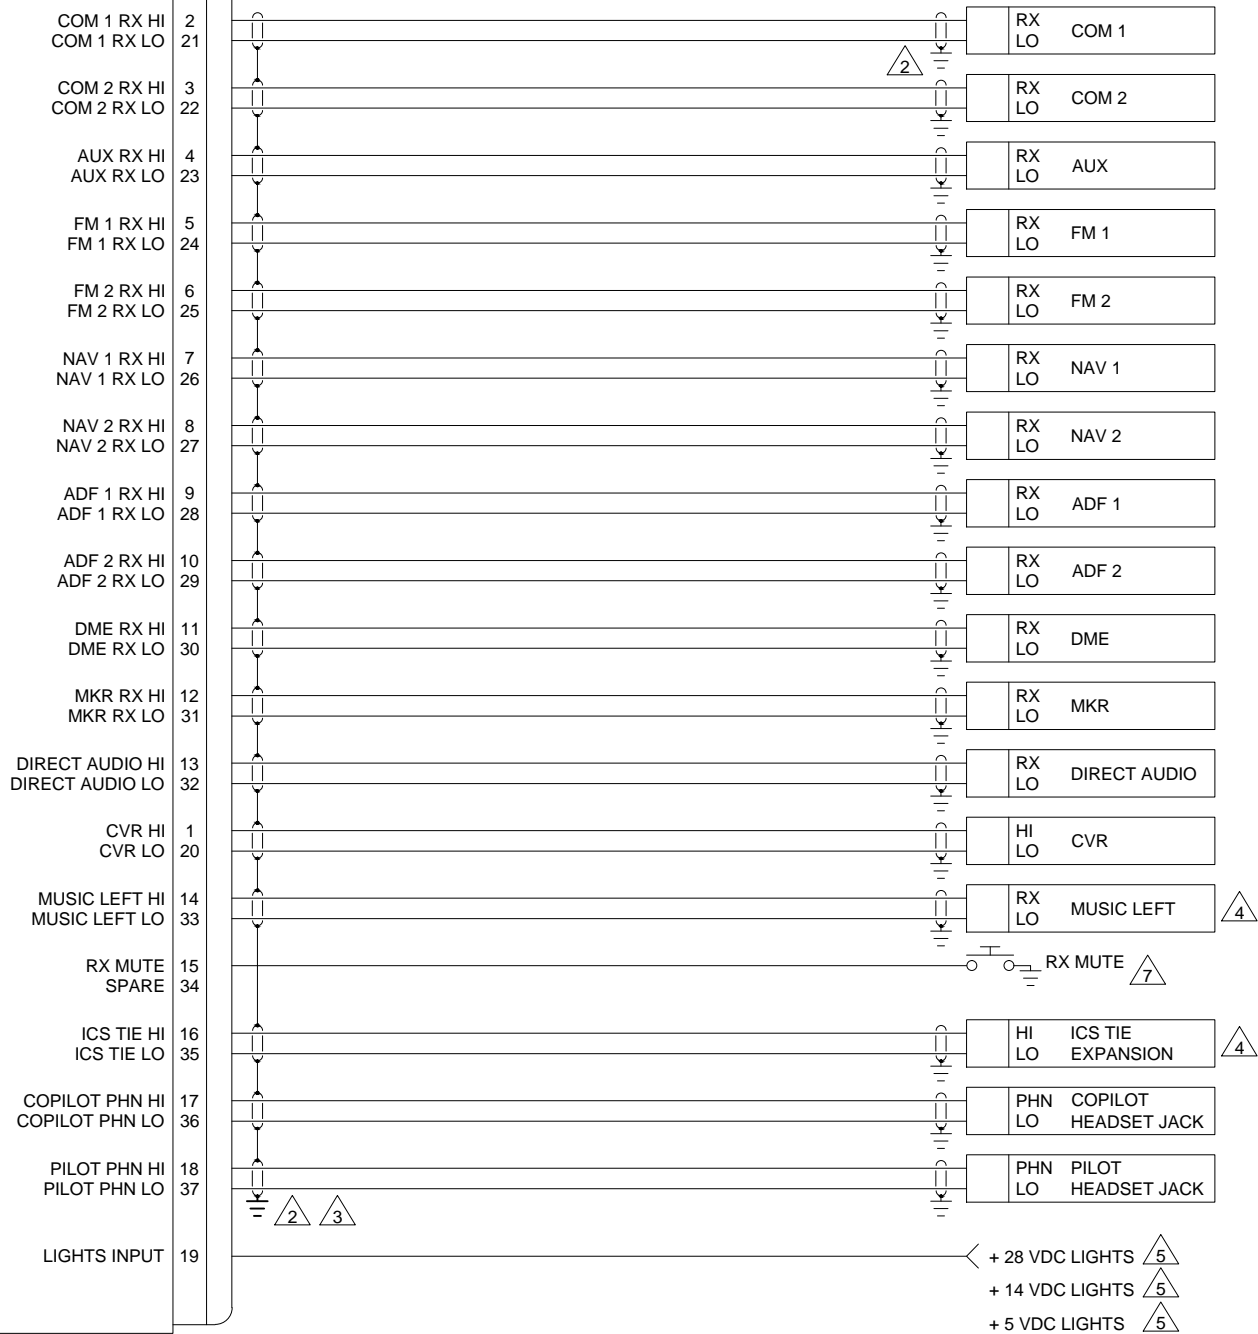 COM 1 RX HI 2 RX COM 1
COM 1 RX LO 21 LO
2
COM 2 RX HI 3 RX COM 2
COM 2 RX LO 22 LO
AUX RX HI 4 RX AUX
AUX RX LO 23 LO
FM 1 RX HI 5 RX FM 1
FM 1 RX LO 24 LO
FM 2 RX HI 6 RX FM 2
FM 2 RX LO 25 LO
NAV 1 RX HI 7 RX NAV 1
NAV 1 RX LO 26 LO
NAV 2 RX HI 8 RX NAV 2
NAV 2 RX LO 27 LO
ADF 1 RX HI 9 RX ADF 1
ADF 1 RX LO 28 LO
ADF 2 RX HI 10 RX ADF 2
ADF 2 RX LO 29 LO
DME RX HI 11 RX DME
DME RX LO 30 LO
MKR RX HI 12 RX MKR
MKR RX LO 31 LO
DIRECT AUDIO HI 13 RX DIRECT AUDIO
DIRECT AUDIO LO 32 LO
CVR HI 1 HI CVR
CVR LO 20 LO
MUSIC LEFT HI 14 RX MUSIC LEFT 4
MUSIC LEFT LO 33 LO
RX MUTE 15 RX MUTE 7
SPARE 34
ICS TIE HI 16 HI ICS TIE
ICS TIE LO 35 LO EXPANSION 4
COPILOT PHN HI 17 PHN COPILOT
COPILOT PHN LO 36 LO HEADSET JACK
PILOT PHN HI 18 PHN PILOT
PILOT PHN LO 37 LO HEADSET JACK
2 3
LIGHTS INPUT 19 + 28 VDC LIGHTS 5
+ 14 VDC LIGHTS 5
+ 5 VDC LIGHTS 5